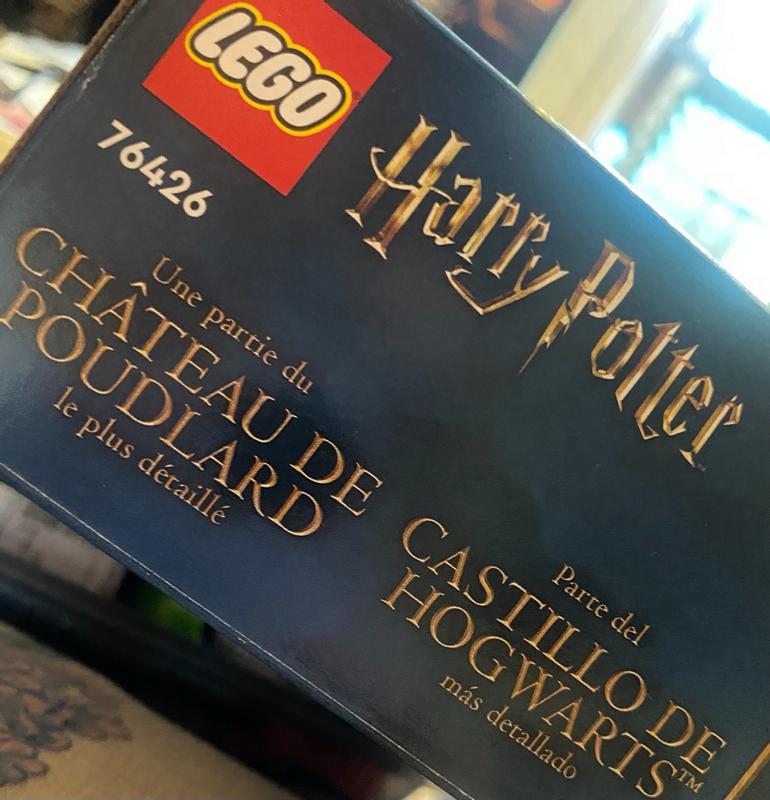 LEGO
76426
Harry Potter
Une partie du
CHÂTEAU DE
POUDLARD
le plus détaillé
Parte del
CASTILLO DE
HOGWARTS™
más detallado